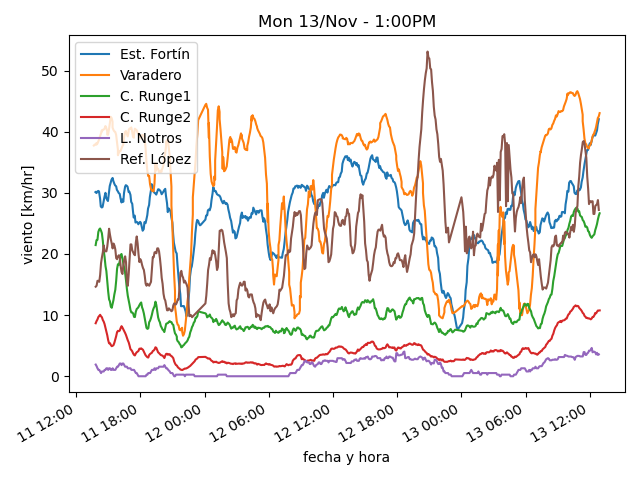 Mon 13/Nov - 1:00PM
Est. Fortín
Varadero
C. Runge1
C. Runge2
L. Notros
Ref. López
viento [km/hr]
50
40
30
20
10
0
11 12:00
11 18:00
12 00:00
12 06:00
12 12:00
12 18:00
13 00:00
13 06:00
13 12:00
fecha y hora